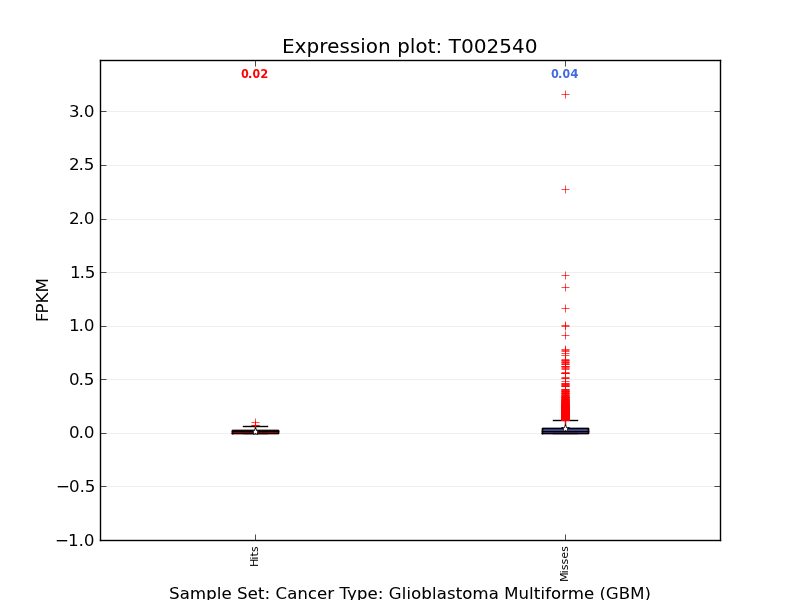 Expression plot: T002540
0.02
0.04
3.0
2.5
2.0
1.5
1.0
0.5
0.0
−0.5
−1.0
FPKM
Hits
Misses
Sample Set: Cancer Type: Glioblastoma Multiforme (GBM)